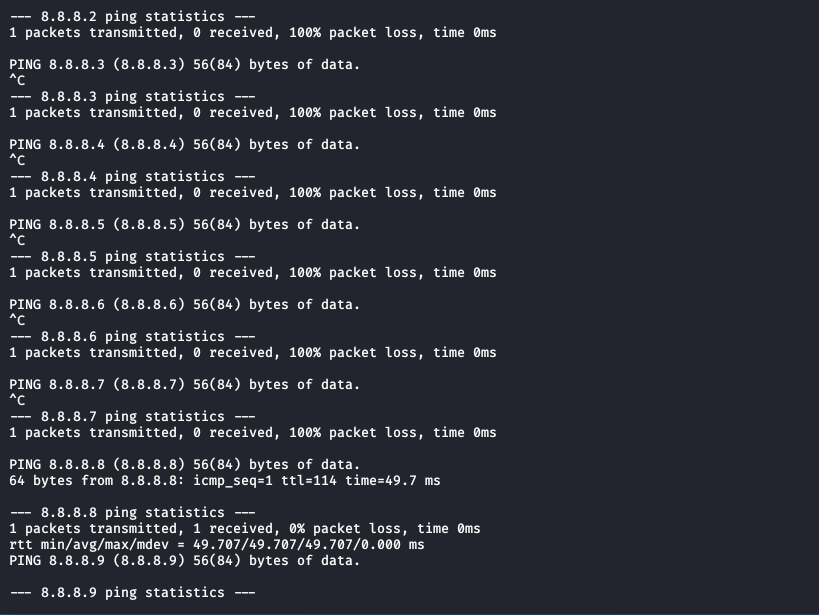 --- 8.8.8.2 ping statistics ---
1 packets transmitted, 0 received, 100% packet loss, time 0ms
PING 8.8.8.3 (8.8.8.3) 56(84) bytes of data.
^C
--- 8.8.8.3 ping statistics ---
1 packets transmitted, 0 received, 100% packet loss, time 0ms
PING 8.8.8.4 (8.8.8.4) 56(84) bytes of data.
^C
--- 8.8.8.4 ping statistics ---
1 packets transmitted, 0 received, 100% packet loss, time 0ms
PING 8.8.8.5 (8.8.8.5) 56(84) bytes of data.
^C
--- 8.8.8.5 ping statistics ---
1 packets transmitted, 0 received, 100% packet loss, time 0ms
PING 8.8.8.6 (8.8.8.6) 56(84) bytes of data.
^C
--- 8.8.8.6 ping statistics ---
1 packets transmitted, 0 received, 100% packet loss, time 0ms
PING 8.8.8.7 (8.8.8.7) 56(84) bytes of data.
^C
--- 8.8.8.7 ping statistics ---
1 packets transmitted, 0 received, 100% packet loss, time 0ms
PING 8.8.8.8 (8.8.8.8) 56(84) bytes of data.
64 bytes from 8.8.8.8: icmp_seq=1 ttl=114 time=49.7 ms
--- 8.8.8.8 ping statistics ---
1 packets transmitted, 1 received, 0% packet loss, time 0ms
rtt min/avg/max/mdev = 49.707/49.707/49.707/0.000 ms
PING 8.8.8.9 (8.8.8.9) 56(84) bytes of data.
--- 8.8.8.9 ping statistics ---